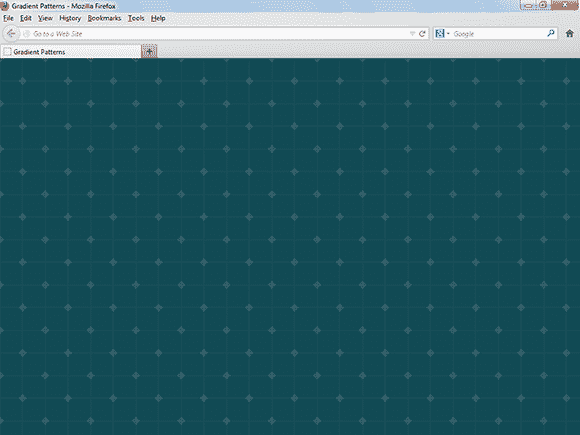 Gradient Patterns - Mozilla Firefox
File Edit View History Bookmarks Tools Help
Go to a Web Site
Google
Gradient Patterns